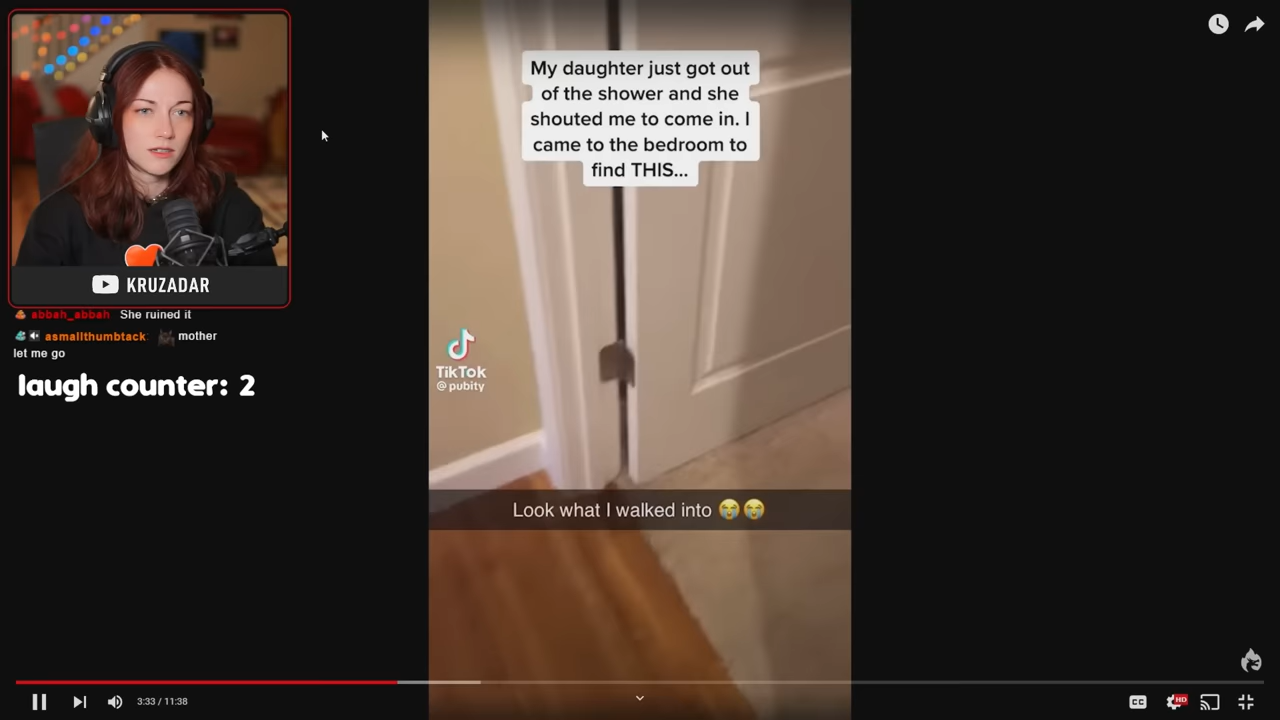 KRUZADAR
abbah_abbah She ruined it
asmallthumbtack: mother
let me go
laugh counter: 2
My daughter just got out
of the shower and she
shouted me to come in. I
came to the bedroom to
find THIS...
TikTok
@pubity
Look what I walked into 😭😭
3:33 / 11:38
CC
HD